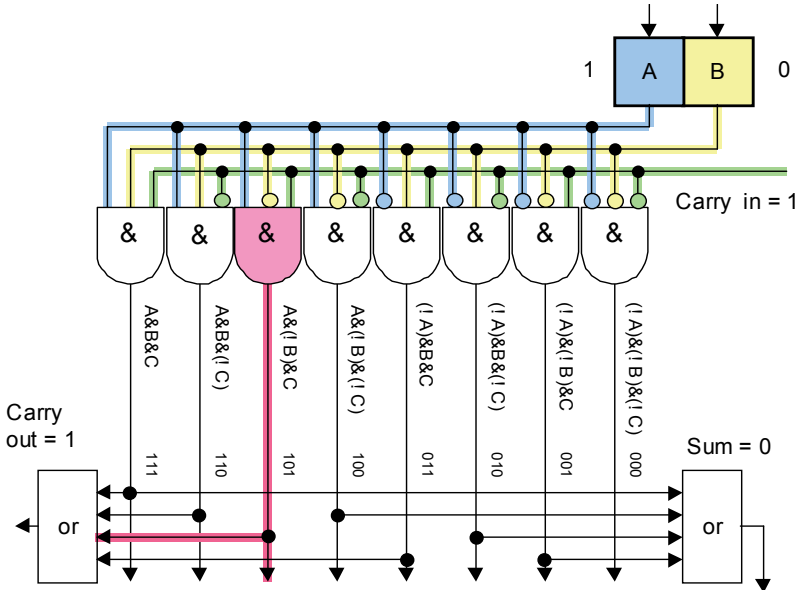 1 A B 0
Carry in = 1
& & & & & & & &
A&B&C
A&B&(! C)
A&(! B)&C
A&(! B)&(! C)
(! A)&B&C
(! A)&B&(! C)
(! A)&(! B)&C
(! A)&(! B)&(! C)
111
110
101
100
011
010
001
000
Carry
out = 1
Sum = 0
or
or